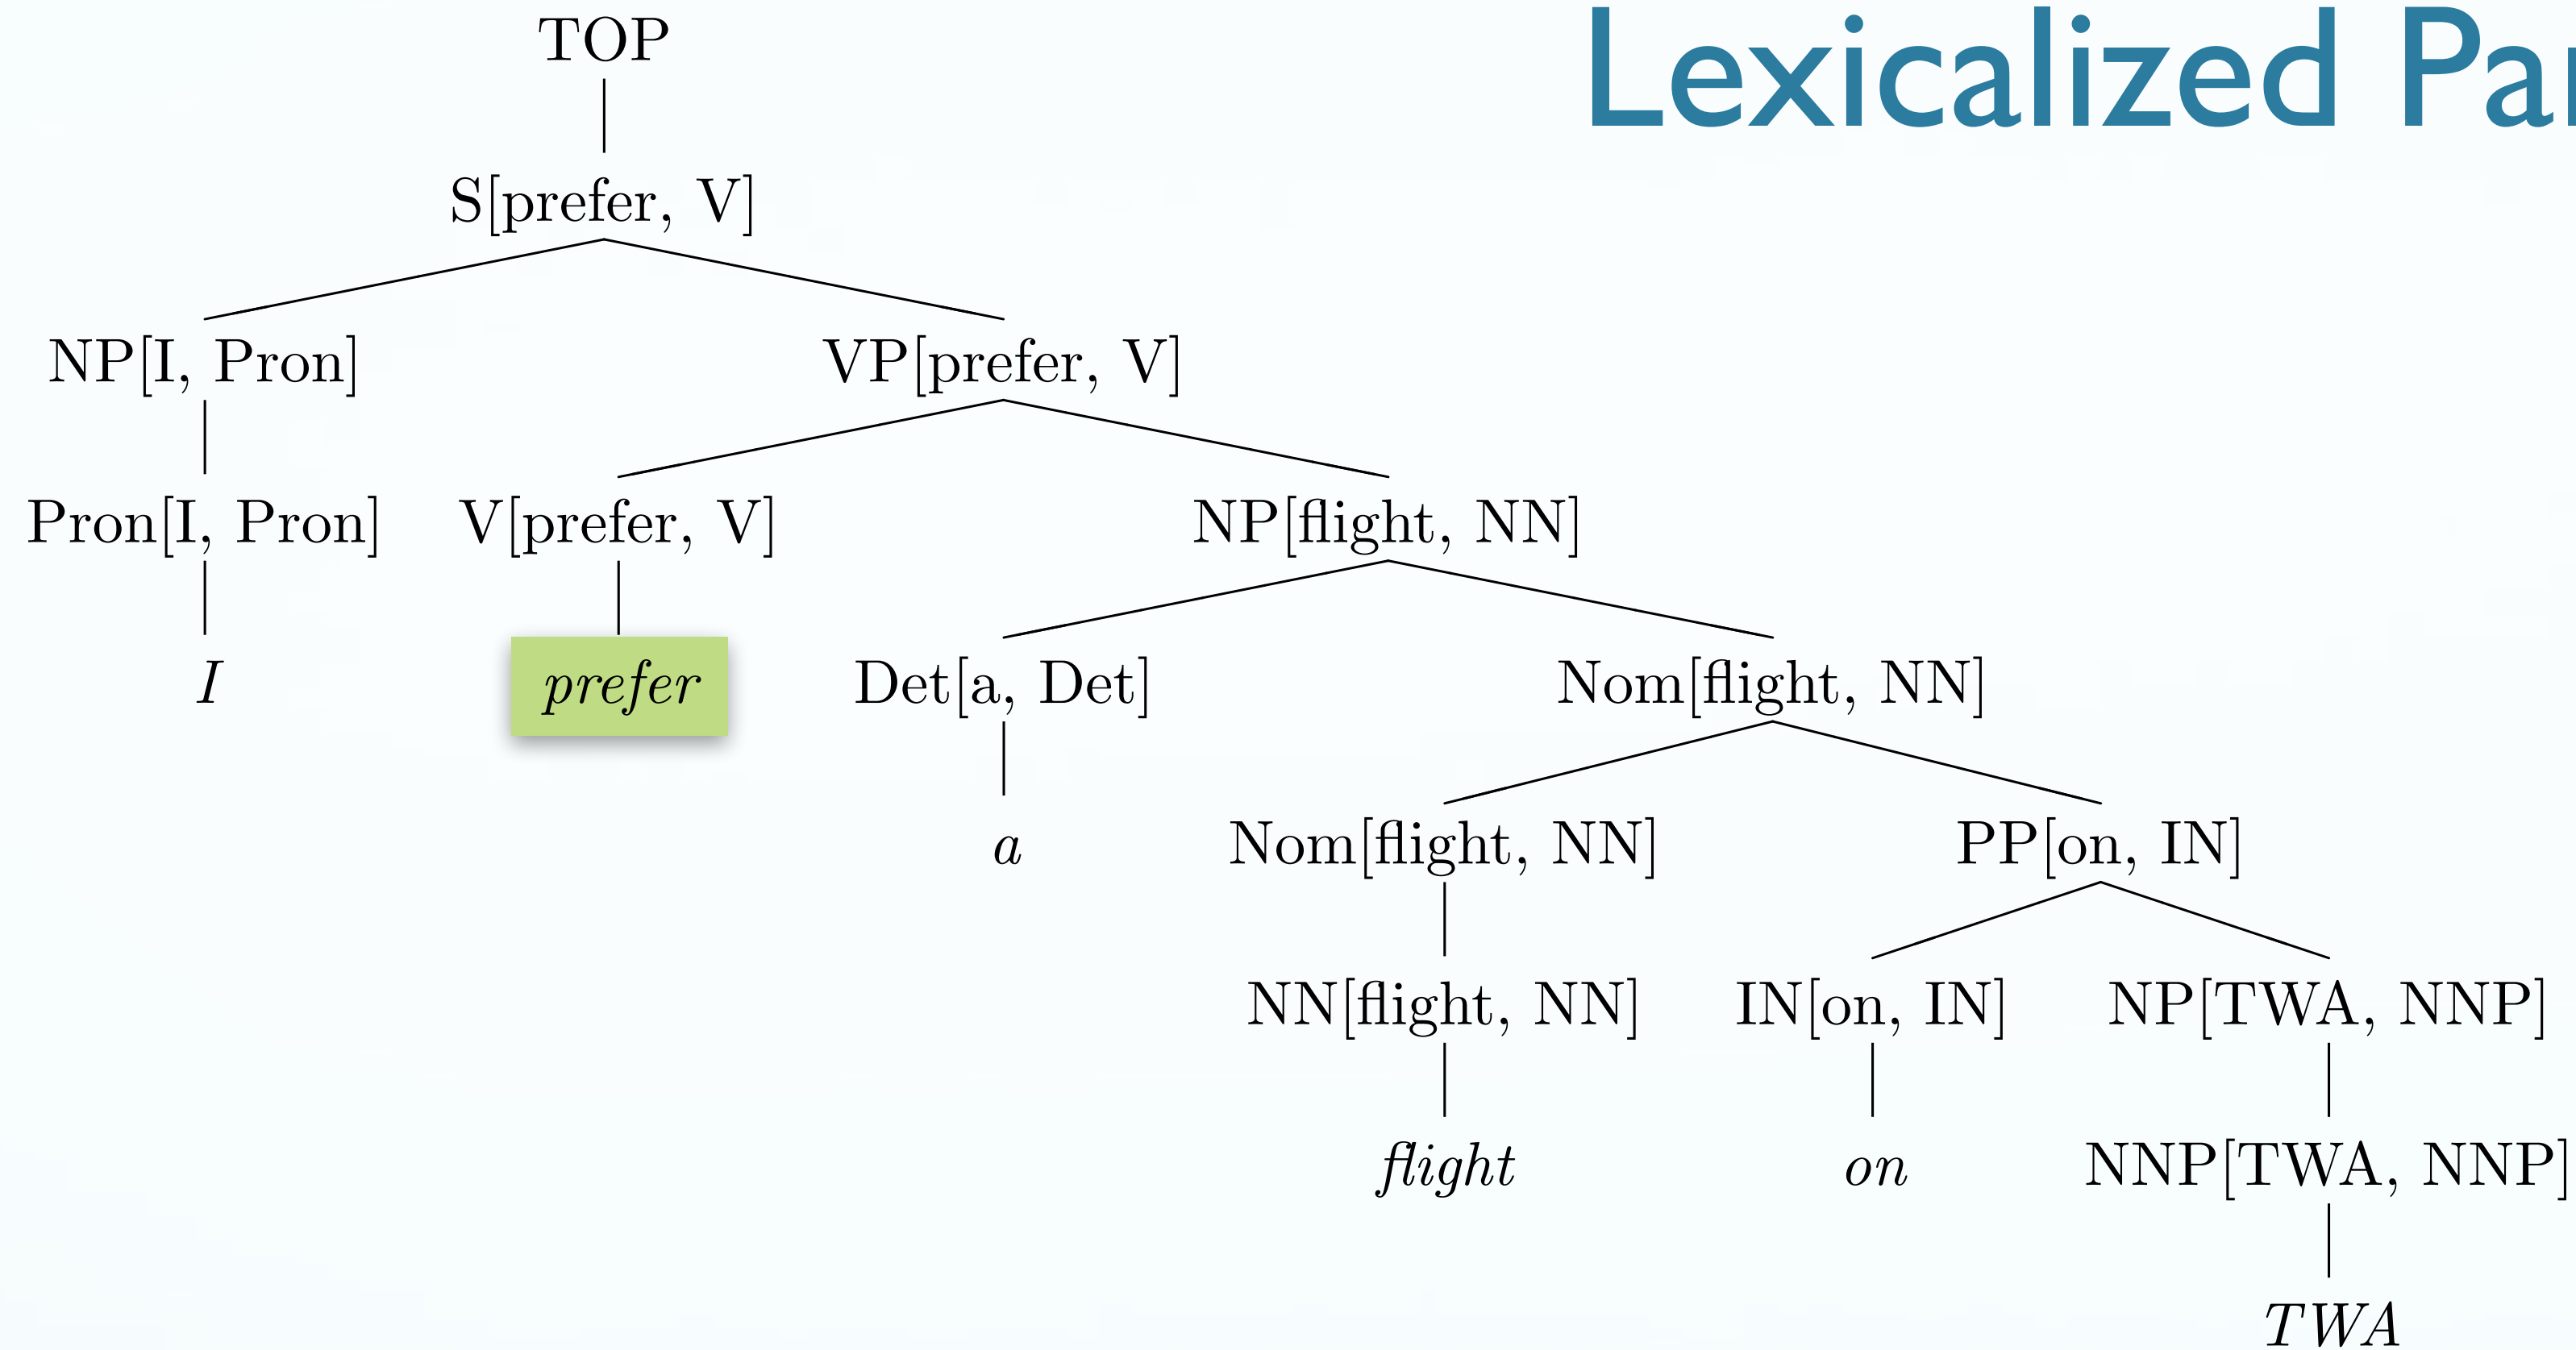 Lexicalized
TOP
S[prefer, V]
NP[I, Pron] VP[prefer, V]
Pron[I, Pron] V[prefer, V] NP[flight, NN]
I prefer Det[a, Det] Nom[flight, NN]
a Nom[flight, NN] PP[on, IN]
NN[flight, NN] IN[on, IN] NP[TWA, NNP]
flight on NNP[TWA, NNP]
TWA